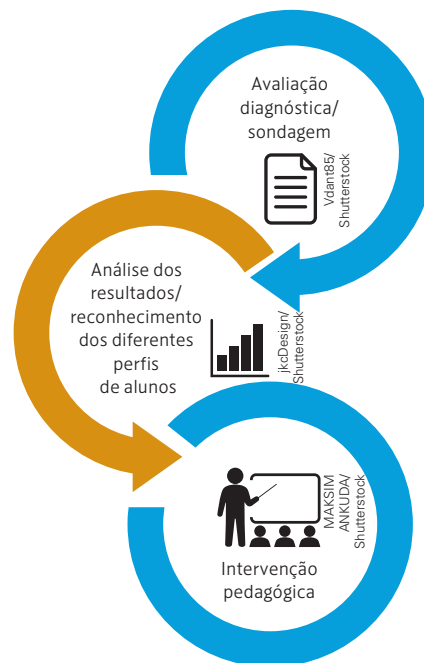 Avaliação
diagnóstica/
sondagem
Vdant85/
Shutterstock
Análise dos
resultados/
reconhecimento
dos diferentes
perfis
de alunos
jkcDesign/
Shutterstock
MAKSIM
ANKUDA/
Shutterstock
Intervenção
pedagógica